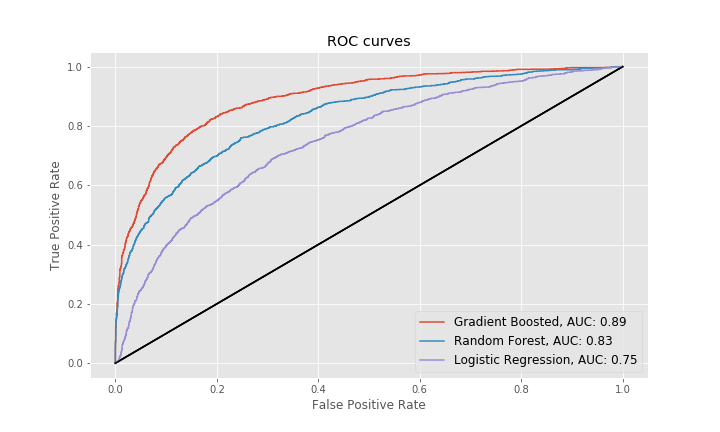 ROC curves
True Positive Rate
1.0
0.8
0.6
0.4
0.2
0.0
Gradient Boosted, AUC: 0.89
Random Forest, AUC: 0.83
Logistic Regression, AUC: 0.75
0.0 0.2 0.4 0.6 0.8 1.0
False Positive Rate